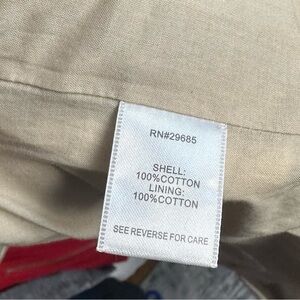 RN#29685
SHELL:
100%COTTON
LINING:
100%COTTON
SEE REVERSE FOR CARE